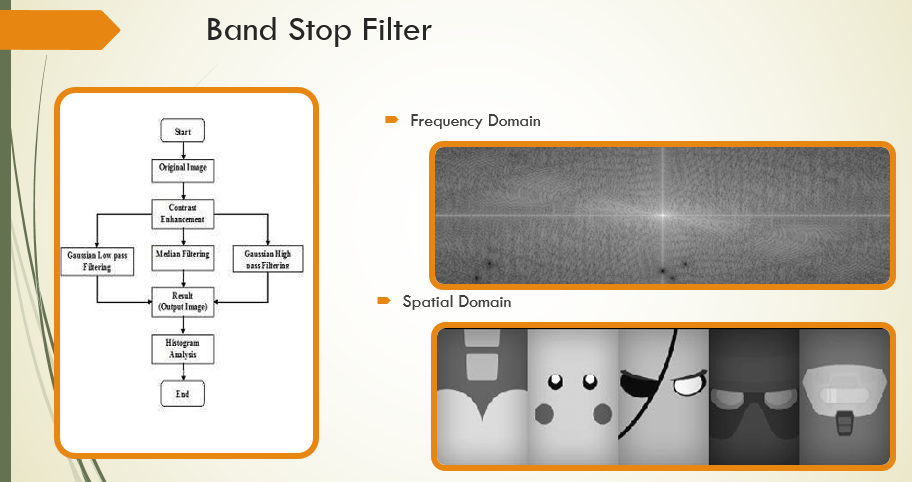 Band Stop Filter
Start
Original Image
Contrast
Enhancement
Gaussian Low pass
Filtering
Median Filtering
Gaussian High
pass Filtering
Result
(Output Image)
Histogram
Analysis
End
Frequency Domain
Spatial Domain